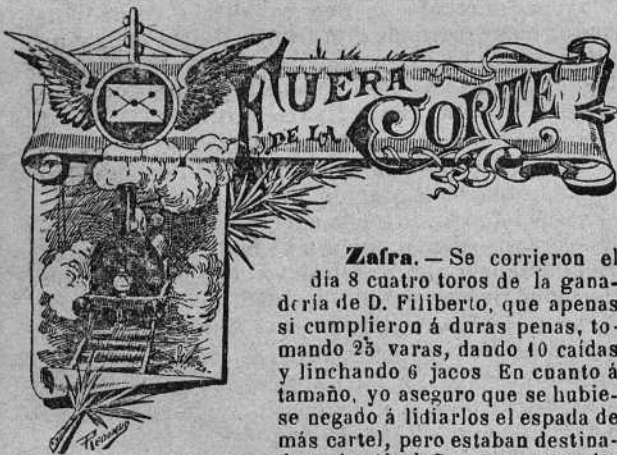 FUERA
DE LA CORTE
Zafra. — Se corrieron el
día 8 cuatro toros de la gana-
dería de D. Filiberto, que apenas
si cumplieron á duras penas, to-
mando 25 varas, dando 10 caídas
y linchando 6 jacos En cuanto á
tamaño, yo aseguro que se hubie-
se negado á lidiarlos el espada de
más cartel, pero estaban destina-